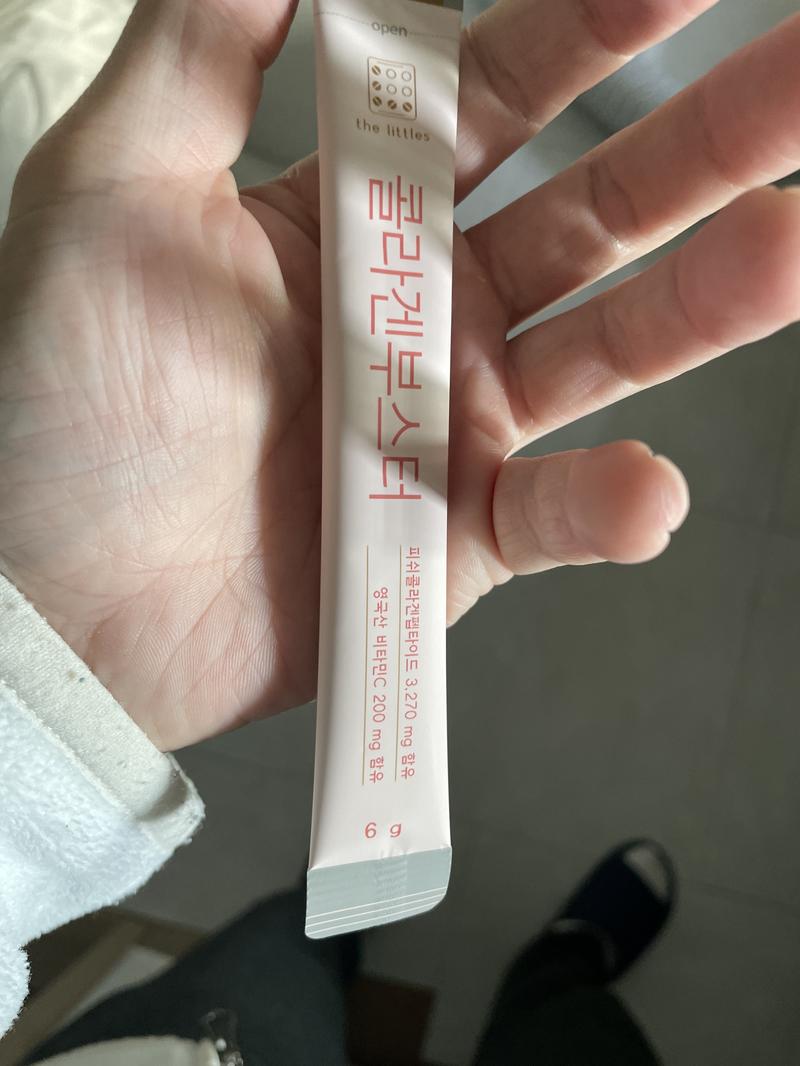 open
the littles
콜라겐부스터
피쉬콜라겐펩타이드 3,270 mg 함유
영국산 비타민C 200 mg 함유
6 g